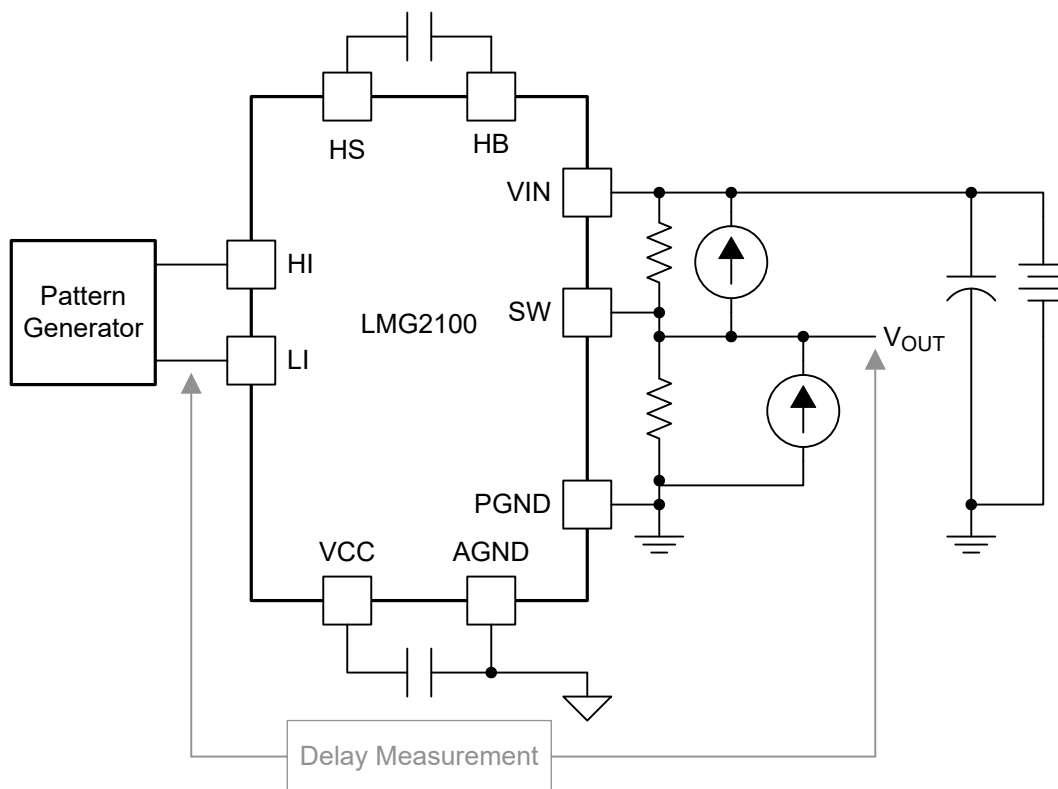 HS
HB
VIN
HI
Pattern
Generator
LMG2100
SW
VOUT
LI
PGND
VCC
AGND
Delay Measurement